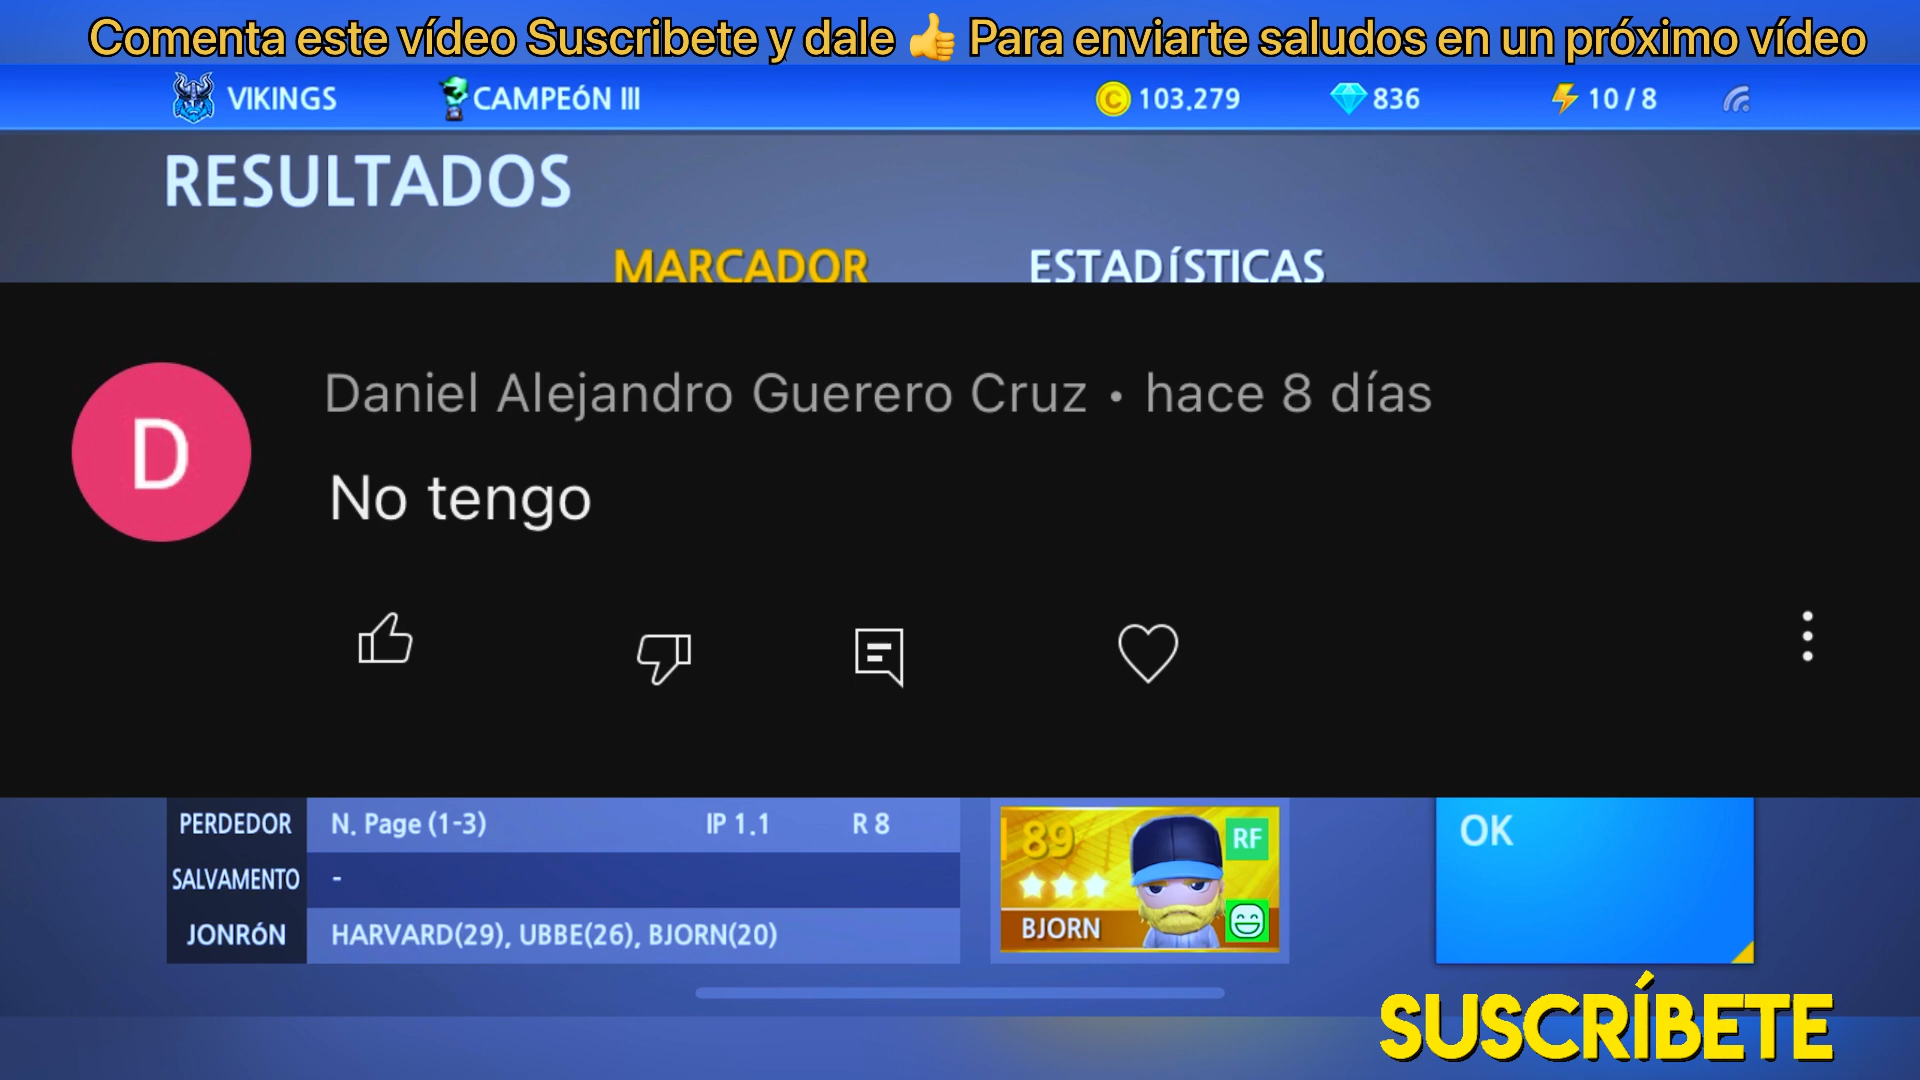 Comenta este vídeo Suscribete y dale 👍 Para enviarte saludos en un próximo vídeo
VIKINGS CAMPEÓN III 103,279 836 10/8
RESULTADOS
MARCADOR ESTADÍSTICAS
D
Daniel Alejandro Guerero Cruz • hace 8 días
No tengo
PERDEDOR N. Page (1-3) IP 1.1 R 8
SALVAMENTO -
JONRÓN HARVARD(29), UBBE(26), BJORN(20)
89 RF
BJORN
OK
SUSCRÍBETE